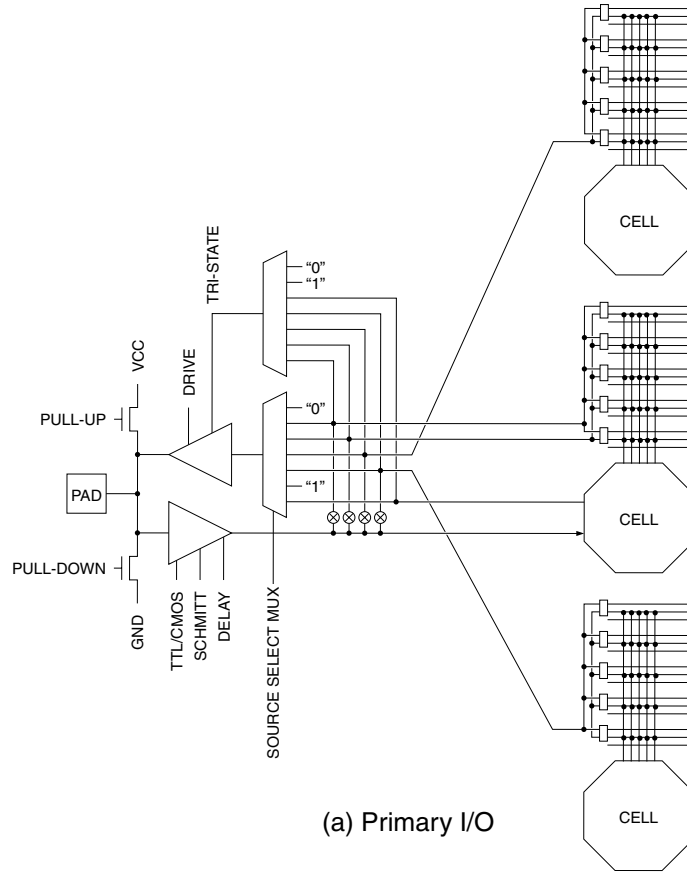 CELL
TRI-STATE
“0”
“1”
VCC
DRIVE
PULL-UP
“0”
PAD
“1”
CELL
PULL-DOWN
GND
TTL/CMOS
SCHMITT
DELAY
SOURCE SELECT MUX
CELL
(a) Primary I/O